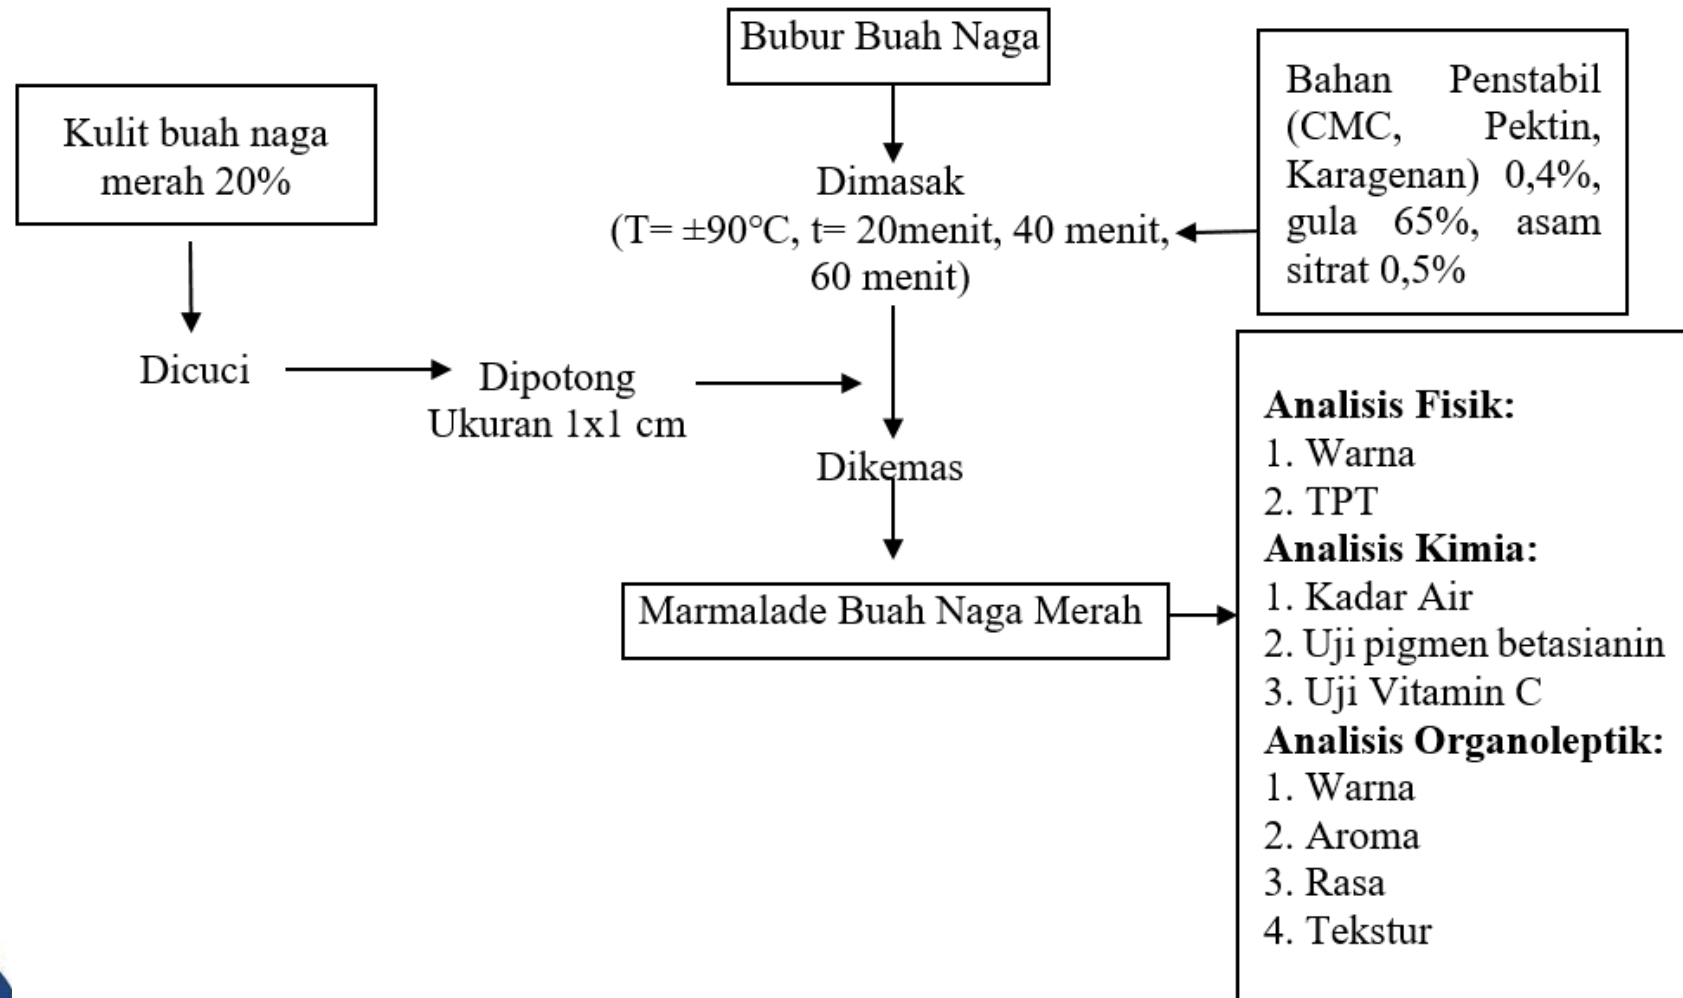 Bubur Buah Naga
Kulit buah naga
merah 20%
Bahan Penstabil
(CMC, Pektin,
Karagenan) 0,4%,
gula 65%, asam
sitrat 0,5%
Dimasak
(T= ±90°C, t= 20menit, 40 menit,
60 menit)
Dicuci
Dipotong
Ukuran 1x1 cm
Dikemas
Marmalade Buah Naga Merah
Analisis Fisik:
1. Warna
2. TPT
Analisis Kimia:
1. Kadar Air
2. Uji pigmen betasianin
3. Uji Vitamin C
Analisis Organoleptik:
1. Warna
2. Aroma
3. Rasa
4. Tekstur